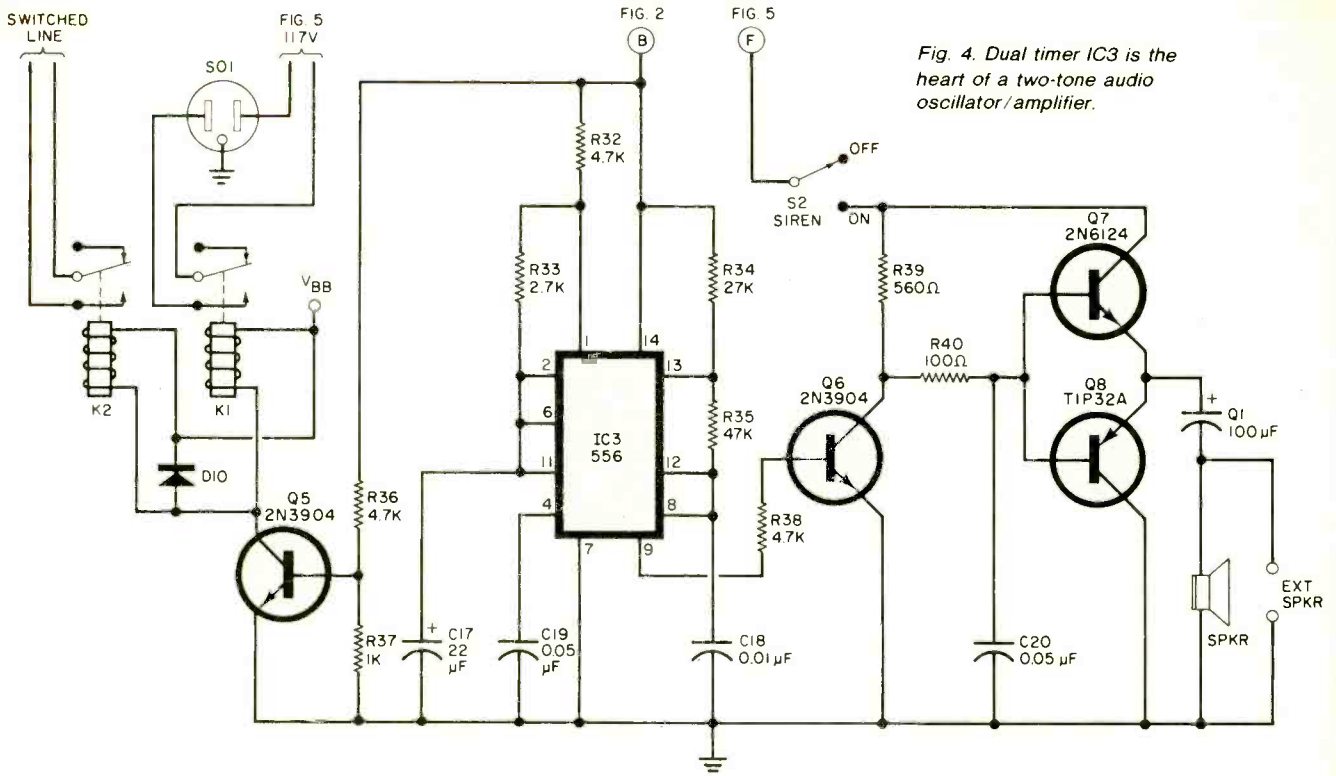 SWITCHED
LINE
FIG. 5
117V
SO1
FIG. 2
B
FIG. 5
F
Fig. 4. Dual timer IC3 is the
heart of a two-tone audio
oscillator/amplifier.
OFF
S2
SIREN
ON
R32
4.7K
R33
2.7K
R34
27K
R39
560Ω
Q7
2N6124
VBB
K2
K1
D10
1
14
2
13
6
11
12
4
8
7
9
IC3
556
R35
47K
R40
100Ω
Q6
2N3904
Q8
TIP32A
+
Q1
100µF
Q5
2N3904
R36
4.7K
R38
4.7K
R37
1K
+
C17
22
µF
C19
0.05
µF
C18
0.01µF
C20
0.05µF
SPKR
EXT
SPKR